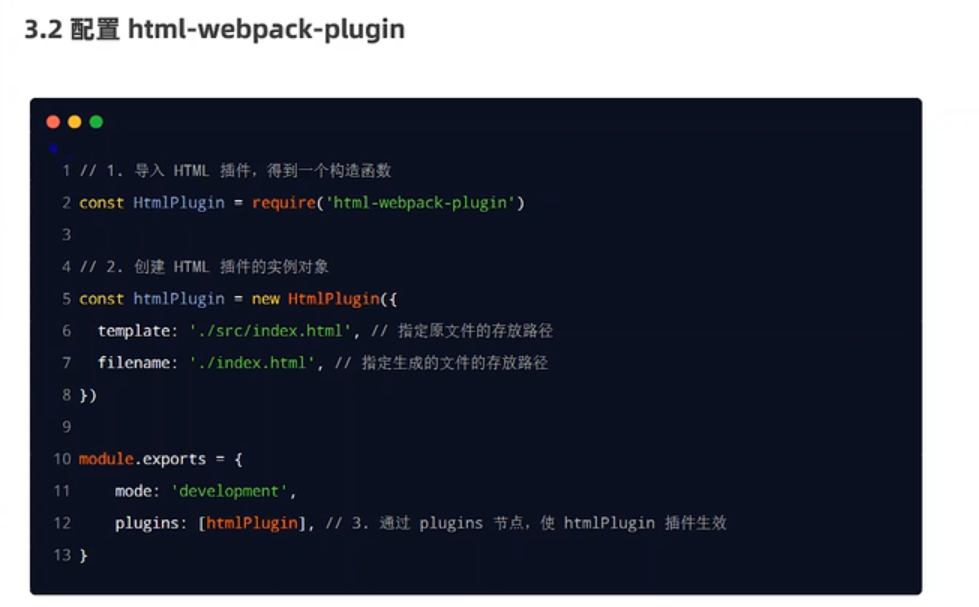 3.2 配置 html-webpack-plugin
1 // 1. 导入 HTML 插件，得到一个构造函数
2 const HtmlPlugin = require('html-webpack-plugin')
3
4 // 2. 创建 HTML 插件的实例对象
5 const htmlPlugin = new HtmlPlugin({
6   template: './src/index.html', // 指定原文件的存放路径
7   filename: './index.html', // 指定生成的文件的存放路径
8 })
9
10 module.exports = {
11     mode: 'development',
12     plugins: [htmlPlugin], // 3. 通过 plugins 节点，使 htmlPlugin 插件生效
13 }